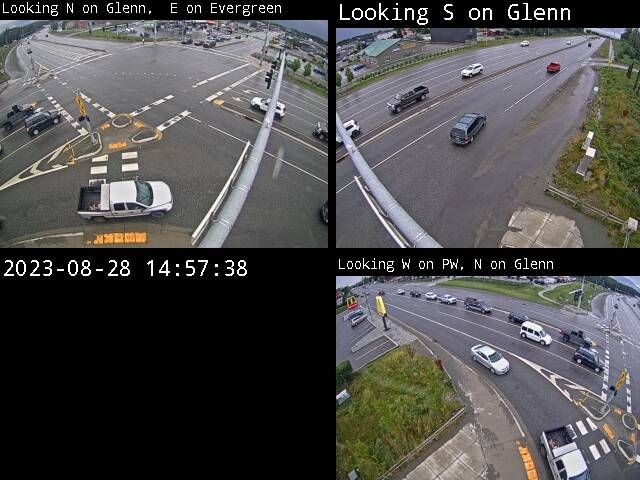 Looking N on Glenn,  E on Evergreen
Looking S on Glenn
2023-08-28 14:57:38
Looking W on PW, N on Glenn